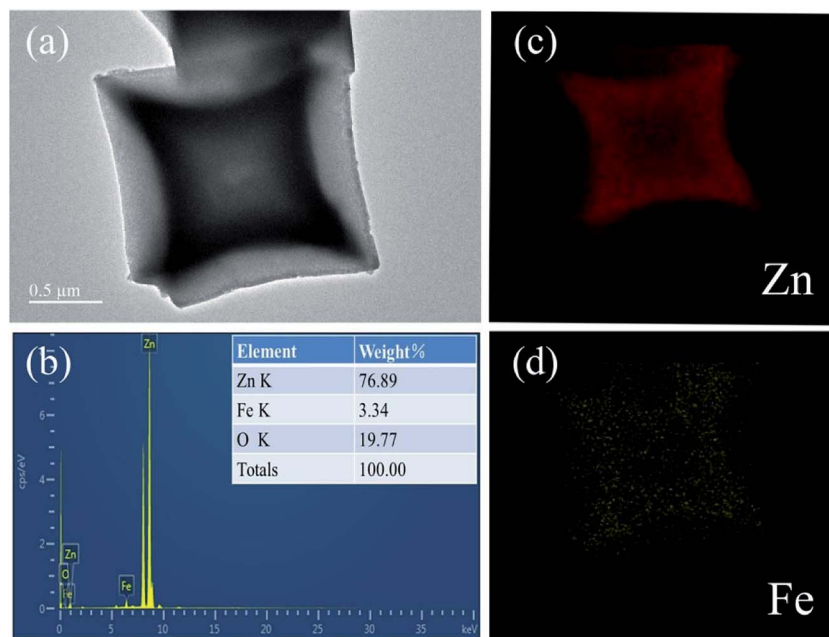 (a)
0.5 µm
(c)
Zn
(b)
Zn
Element Weight%
Zn K 76.89
Fe K 3.34
O K 19.77
Totals 100.00
6
4
2
0
cps/eV
Zn
O
Fe
Fe
0 5 10 15 20 25 30 35 keV
(d)
Fe